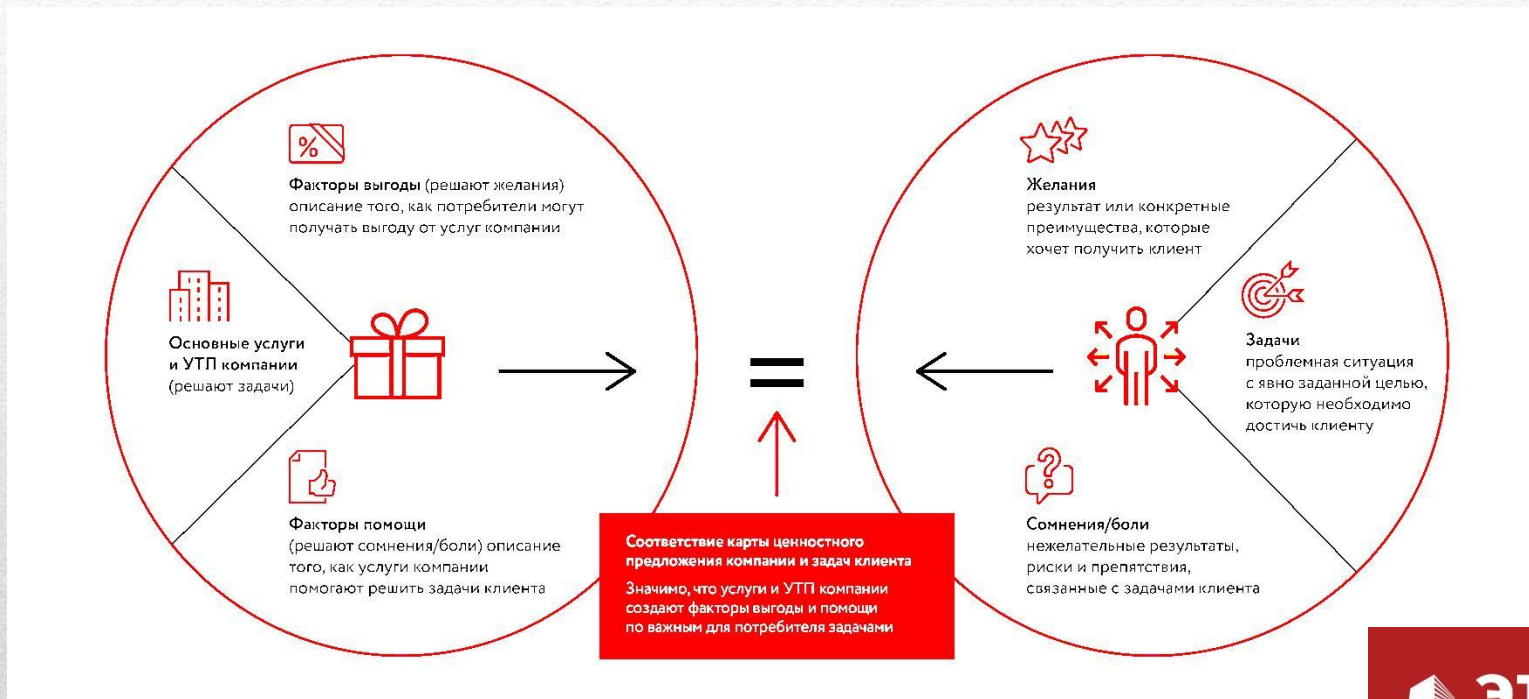 %
Факторы выгоды (решают желания)
описание того, как потребители могут
получать выгоду от услуг компании
Основные услуги
и УТП компании
(решают задачи)
Факторы помощи
(решают сомнения/боли) описание
того, как услуги компании
помогают решить задачи клиента
=
Соответствие карты ценностного
предложения компании и задач клиента
Значимо, что услуги и УТП компании
создают факторы выгоды и помощи
по важным для потребителя задачами
Желания
результат или конкретные
преимущества, которые
хочет получить клиент
Задачи
проблемная ситуация
с явно заданной целью,
которую необходимо
достичь клиенту
?
Сомнения/боли
нежелательные результаты,
риски и препятствия,
связанные с задачами клиента